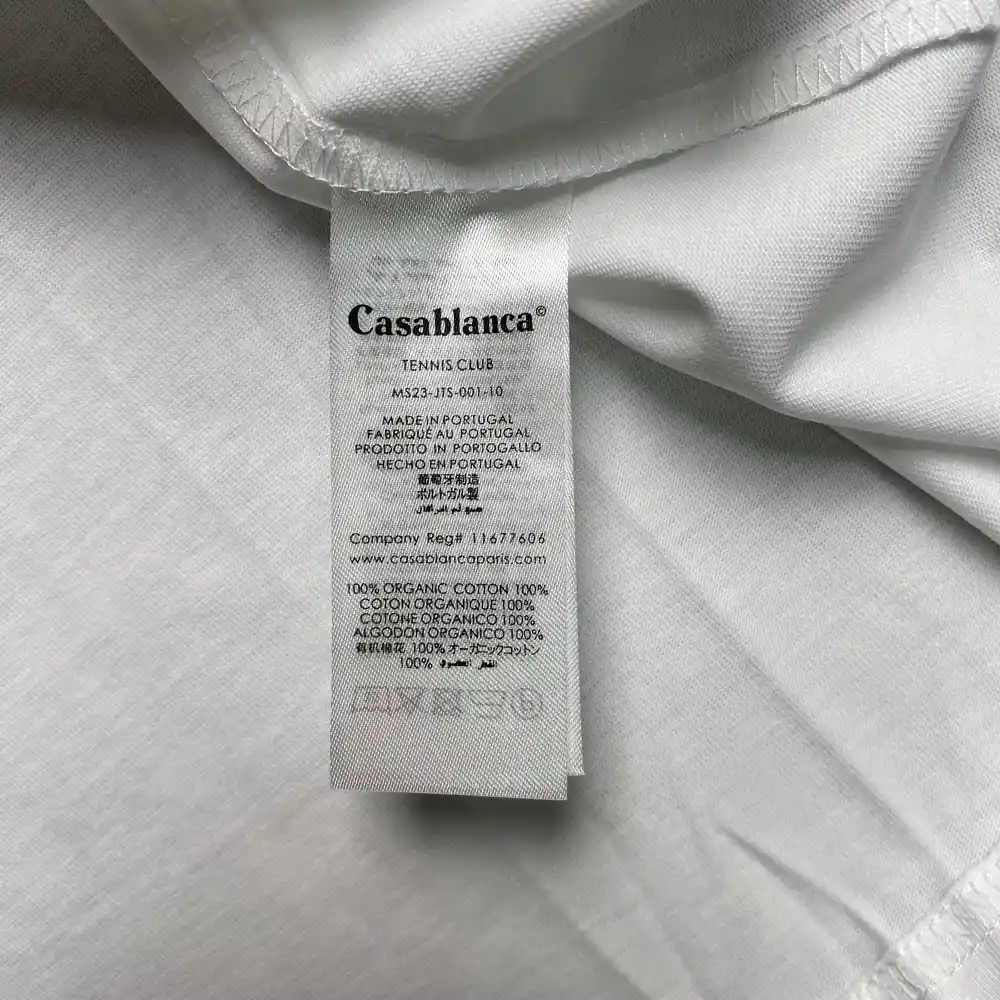 Casablanca©
TENNIS CLUB
MS23-JTS-001-10
MADE IN PORTUGAL
FABRIQUÉ AU PORTUGAL
PRODOTTO IN PORTOGALLO
HECHO EN PORTUGAL
葡萄牙制造
ポルトガル製
Company Reg# 11677606
www.casablancaparis.com
100% ORGANIC COTTON 100%
COTON ORGANIQUE 100%
COTONE ORGANICO 100%
ALGODON ORGANICO 100%
有机棉花 100% オーガニックコットン
100%